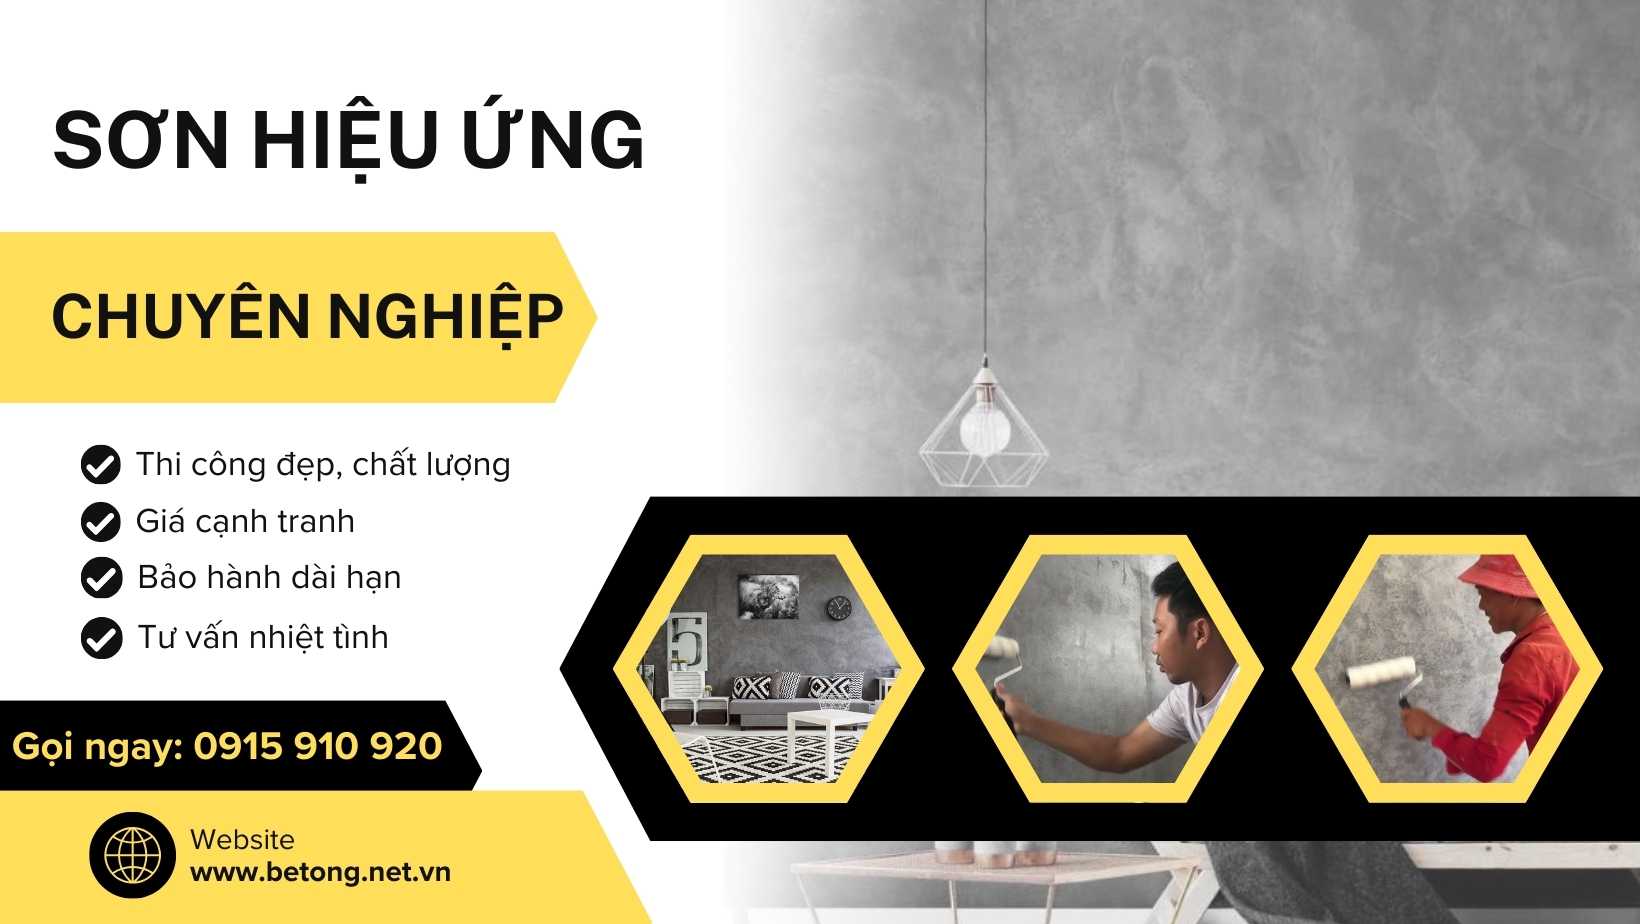 SƠN HIỆU ỨNG
CHUYÊN NGHIỆP
Thi công đẹp, chất lượng
Giá cạnh tranh
Bảo hành dài hạn
Tư vấn nhiệt tình
Gọi ngay: 0915 910 920
Website
www.betong.net.vn
5